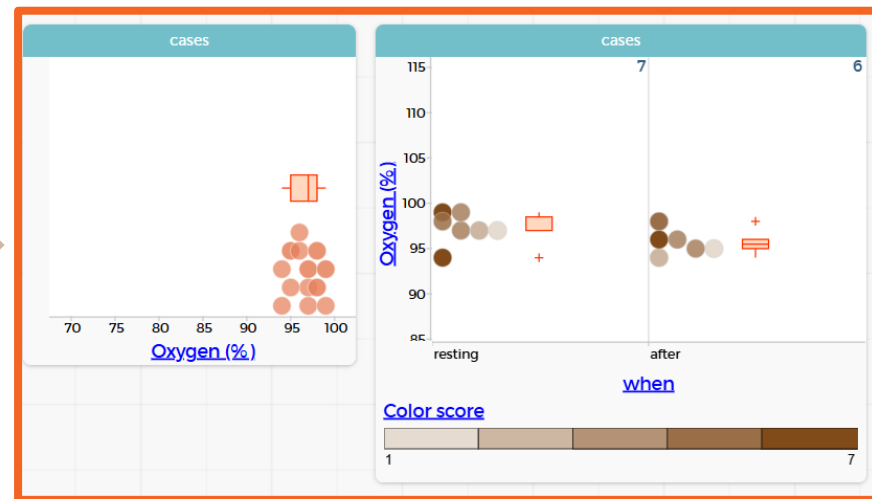 cases
70 75 80 85 90 95 100
Oxygen (%)
cases
7 6
115
110
105
100
95
90
85
Oxygen (%)
resting after
when
Color score
1 7